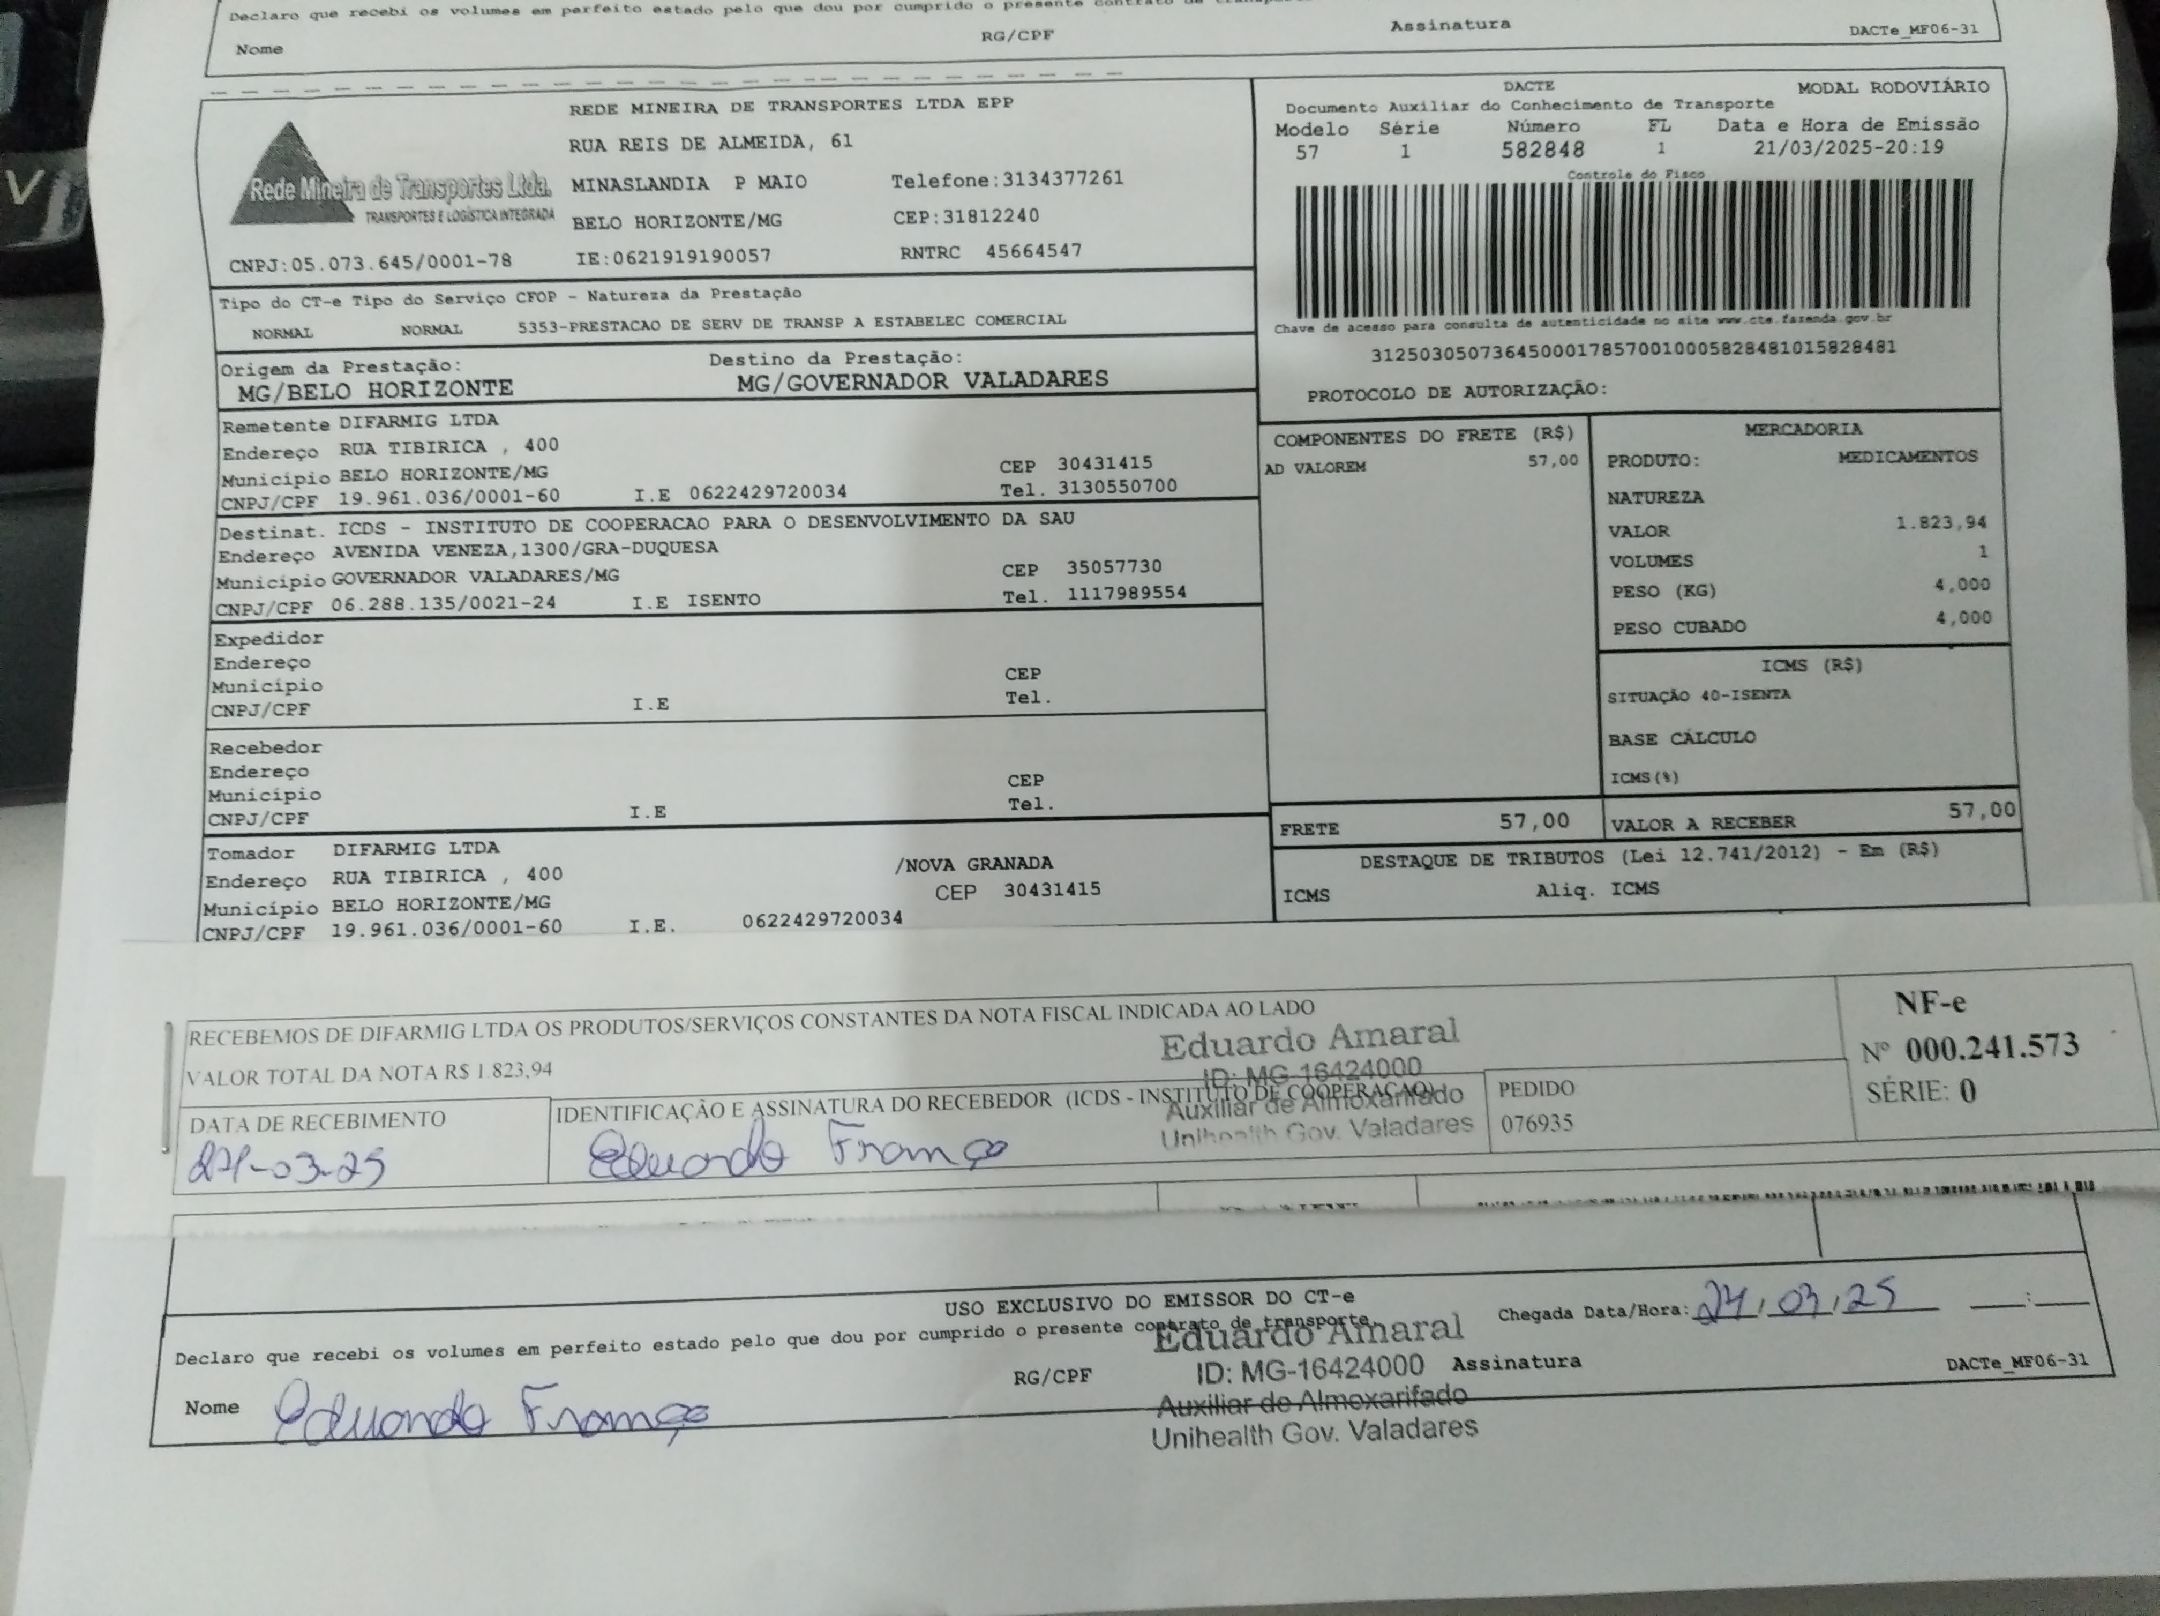 Declaro que recebi os volumes em perfeito estado pelo que dou por cumprido o presente contrato de
Nome RG/CPF Assinatura DACTe_MF06-31
REDE MINEIRA DE TRANSPORTES LTDA EPP
RUA REIS DE ALMEIDA, 61
MINASLANDIA P MAIO Telefone:3134377261
BELO HORIZONTE/MG CEP:31812240
CNPJ:05.073.645/0001-78 IE:0621919190057 RNTRC 45664547
Rede Mineira de Transportes Ltda.
TRANSPORTES E LOGÍSTICA INTEGRADA
DACTE MODAL RODOVIÁRIO
Documento Auxiliar do Conhecimento de Transporte
Modelo Série Número FL Data e Hora de Emissão
57 1 582848 1 21/03/2025-20:19
Controle do Fisco
Chave de acesso para consulta de autenticidade no site www.cte.fazenda.gov.br
31250305073645000178570010005828481015828481
PROTOCOLO DE AUTORIZAÇÃO:
Tipo do CT-e Tipo do Serviço CFOP - Natureza da Prestação
NORMAL NORMAL 5353-PRESTACAO DE SERV DE TRANSP A ESTABELEC COMERCIAL
Origem da Prestação: Destino da Prestação:
MG/BELO HORIZONTE MG/GOVERNADOR VALADARES
Remetente DIFARMIG LTDA
Endereço RUA TIBIRICA , 400
Município BELO HORIZONTE/MG CEP 30431415
CNPJ/CPF 19.961.036/0001-60 I.E 0622429720034 Tel. 3130550700
Destinat. ICDS - INSTITUTO DE COOPERACAO PARA O DESENVOLVIMENTO DA SAU
Endereço AVENIDA VENEZA,1300/GRA-DUQUESA
Município GOVERNADOR VALADARES/MG CEP 35057730
CNPJ/CPF 06.288.135/0021-24 I.E ISENTO Tel. 1117989554
Expedidor
Endereço
Município CEP
CNPJ/CPF I.E Tel.
Recebedor
Endereço
Município CEP
CNPJ/CPF I.E Tel.
Tomador DIFARMIG LTDA
Endereço RUA TIBIRICA , 400 /NOVA GRANADA
Município BELO HORIZONTE/MG CEP 30431415
CNPJ/CPF 19.961.036/0001-60 I.E. 0622429720034
COMPONENTES DO FRETE (R$)
AD VALOREM 57,00
MERCADORIA
PRODUTO: MEDICAMENTOS
NATUREZA
VALOR 1.823,94
VOLUMES 1
PESO (KG) 4,000
PESO CUBADO 4,000
ICMS (R$)
SITUAÇÃO 40-ISENTA
BASE CÁLCULO
ICMS(%)
FRETE 57,00 VALOR A RECEBER 57,00
DESTAQUE DE TRIBUTOS (Lei 12.741/2012) - Em (R$)
ICMS Aliq. ICMS
RECEBEMOS DE DIFARMIG LTDA OS PRODUTOS/SERVIÇOS CONSTANTES DA NOTA FISCAL INDICADA AO LADO
VALOR TOTAL DA NOTA R$ 1.823,94
DATA DE RECEBIMENTO
24-03-25
IDENTIFICAÇÃO E ASSINATURA DO RECEBEDOR (ICDS - INSTITUTO DE COOPERACAO)
Eduardo França
Eduardo Amaral
ID: MG-16424000
Auxiliar de Almoxarifado
Unihealth Gov. Valadares
PEDIDO
076935
NF-e
Nº 000.241.573
SÉRIE: 0
USO EXCLUSIVO DO EMISSOR DO CT-e
Chegada Data/Hora: 24/03/25 __:__
Declaro que recebi os volumes em perfeito estado pelo que dou por cumprido o presente contrato de transporte.
Nome Eduardo França RG/CPF Assinatura DACTe_MF06-31
Eduardo Amaral
ID: MG-16424000
Auxiliar de Almoxarifado
Unihealth Gov. Valadares